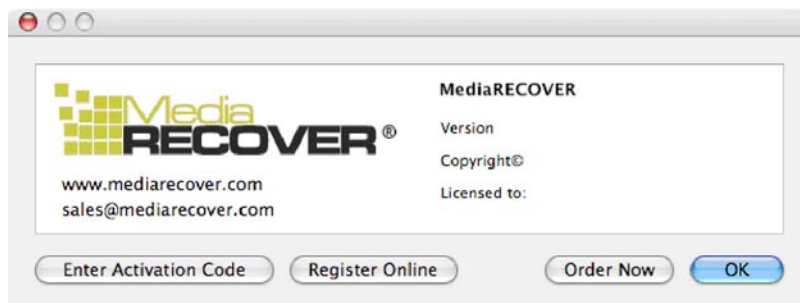 Media
RECOVER®
www.mediarecover.com
sales@mediarecover.com
MediaRECOVER
Version
Copyright©
Licensed to:
Enter Activation Code
Register Online
Order Now
OK